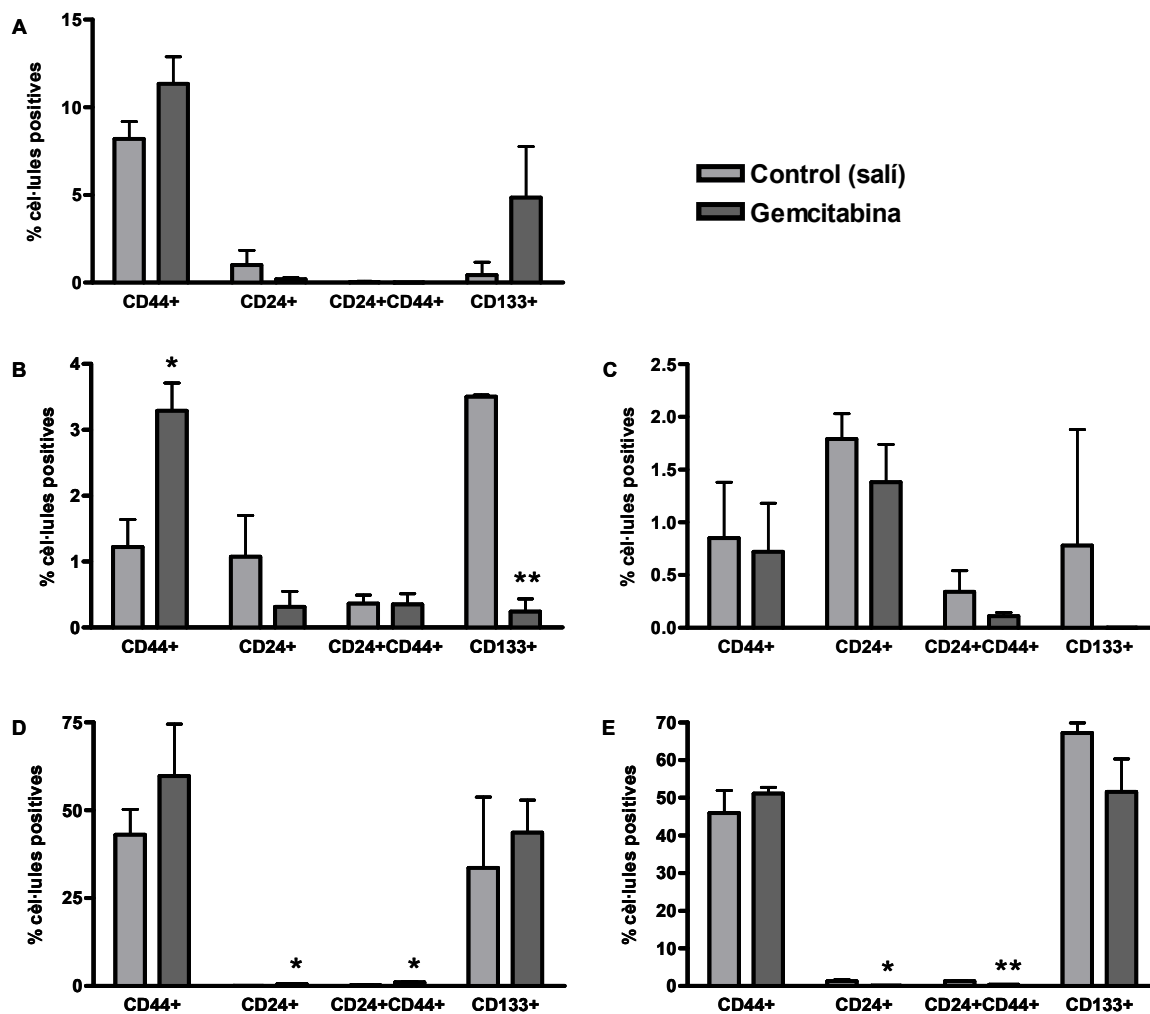 A
% cèl·lules positives
15
10
5
0
CD44+ CD24+ CD24+CD44+ CD133+
Control (salí)
Gemcitabina
B
% cèl·lules positives
4
3
2
1
0
*
**
CD44+ CD24+ CD24+CD44+ CD133+
C
% cèl·lules positives
2.5
2.0
1.5
1.0
0.5
0.0
CD44+ CD24+ CD24+CD44+ CD133+
D
% cèl·lules positives
75
50
25
0
* *
CD44+ CD24+ CD24+CD44+ CD133+
E
% cèl·lules positives
70
60
50
40
30
20
10
0
* **
CD44+ CD24+ CD24+CD44+ CD133+